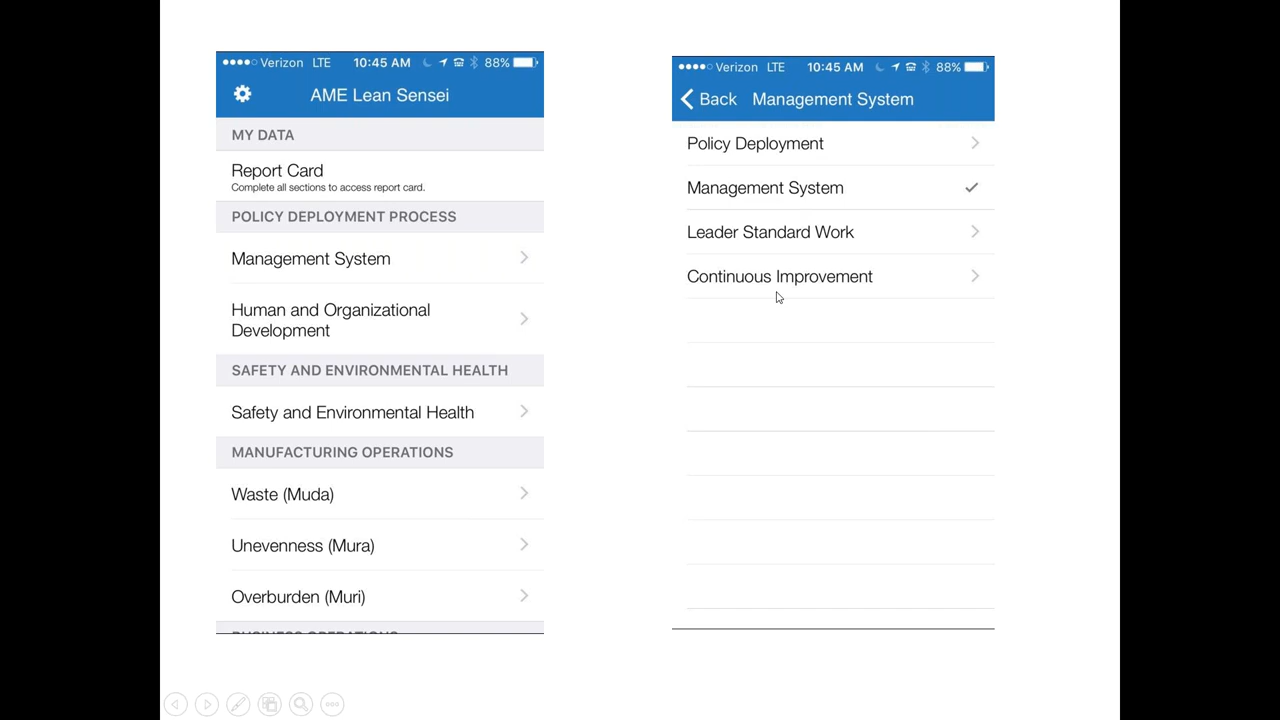 Verizon LTE 10:45 AM 88%
AME Lean Sensei
MY DATA
Report Card
Complete all sections to access report card.
POLICY DEPLOYMENT PROCESS
Management System
Human and Organizational
Development
SAFETY AND ENVIRONMENTAL HEALTH
Safety and Environmental Health
MANUFACTURING OPERATIONS
Waste (Muda)
Unevenness (Mura)
Overburden (Muri)
BUSINESS OPERATIONS
Verizon LTE 10:45 AM 88%
Back Management System
Policy Deployment
Management System
Leader Standard Work
Continuous Improvement